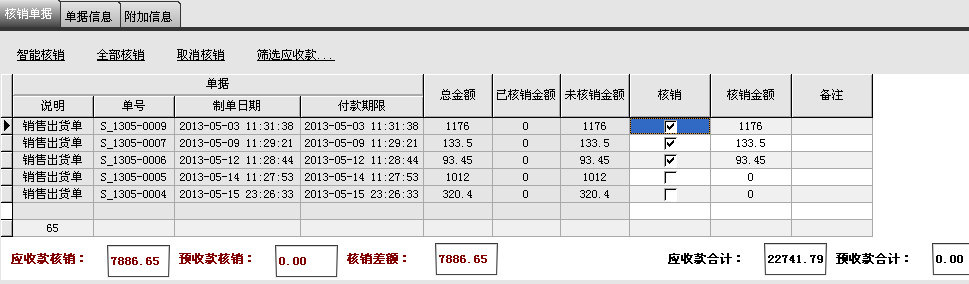 核销单据 单据信息 附加信息
智能核销 全部核销 取消核销 筛选应收款...
单据
说明 单号 制单日期 付款期限 总金额 已核销金额 未核销金额 核销 核销金额 备注
销售出货单 S_1305-0009 2013-05-03 11:31:38 2013-05-03 11:31:38 1176 0 1176 1176
销售出货单 S_1305-0007 2013-05-09 11:29:21 2013-05-09 11:29:21 133.5 0 133.5 133.5
销售出货单 S_1305-0006 2013-05-12 11:28:44 2013-05-12 11:28:44 93.45 0 93.45 93.45
销售出货单 S_1305-0005 2013-05-14 11:27:53 2013-05-14 11:27:53 1012 0 1012 0
销售出货单 S_1305-0004 2013-05-15 23:26:33 2013-05-15 23:26:33 320.4 0 320.4 0
65
应收款核销： 7886.65 预收款核销： 0.00 核销差额： 7886.65 应收款合计： 22741.79 预收款合计： 0.00